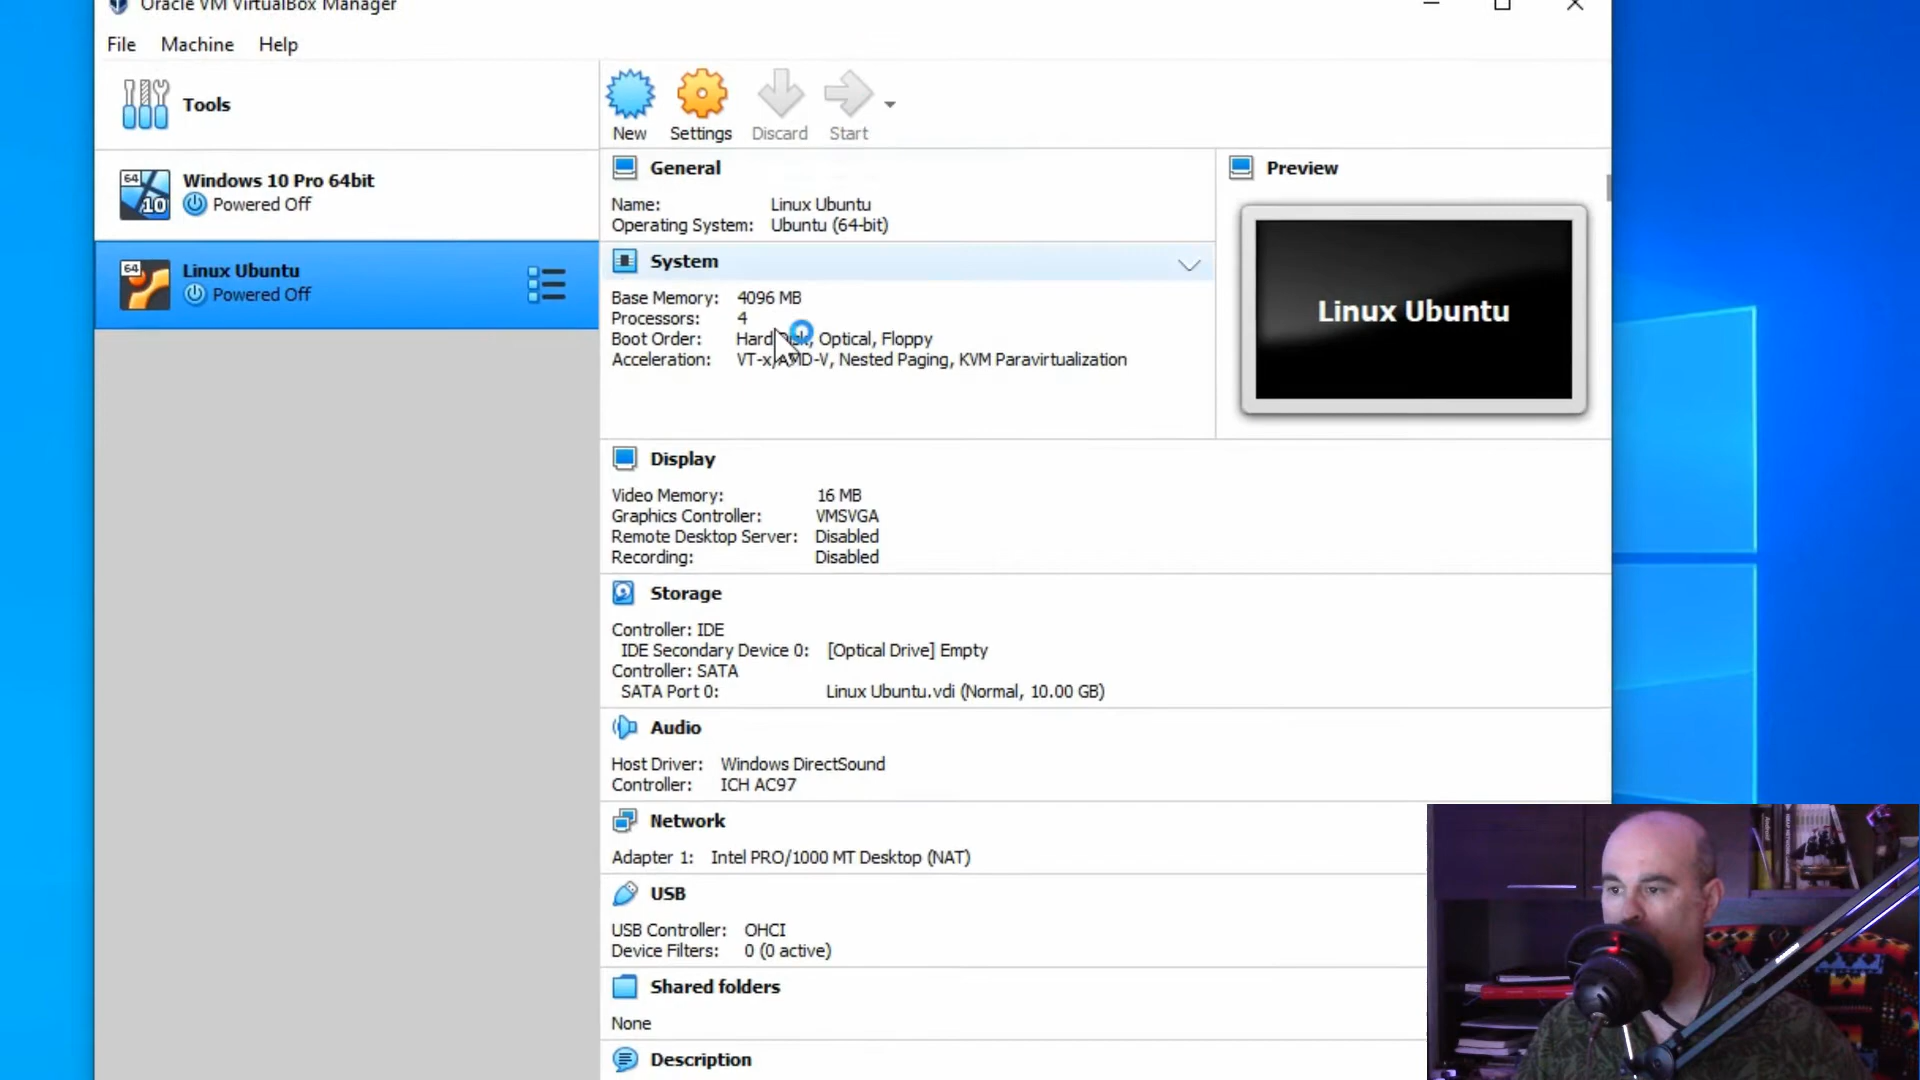 Oracle VM VirtualBox Manager
File Machine Help
Tools
New Settings Discard Start
64 10 Windows 10 Pro 64bit
Powered Off
64 Linux Ubuntu
Powered Off
General
Name: Linux Ubuntu
Operating System: Ubuntu (64-bit)
System
Base Memory: 4096 MB
Processors: 4
Boot Order: Hard Disk, Optical, Floppy
Acceleration: VT-x/AMD-V, Nested Paging, KVM Paravirtualization
Preview
Linux Ubuntu
Display
Video Memory: 16 MB
Graphics Controller: VMSVGA
Remote Desktop Server: Disabled
Recording: Disabled
Storage
Controller: IDE
IDE Secondary Device 0: [Optical Drive] Empty
Controller: SATA
SATA Port 0: Linux Ubuntu.vdi (Normal, 10.00 GB)
Audio
Host Driver: Windows DirectSound
Controller: ICH AC97
Network
Adapter 1: Intel PRO/1000 MT Desktop (NAT)
USB
USB Controller: OHCI
Device Filters: 0 (0 active)
Shared folders
None
Description